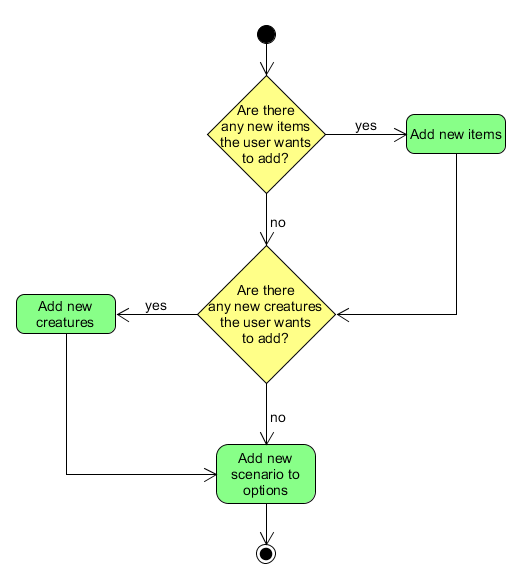 Are there
any new items
the user wants
to add?
yes
Add new items
no
Are there
any new creatures
the user wants
to add?
yes
Add new
creatures
no
Add new
scenario to
options